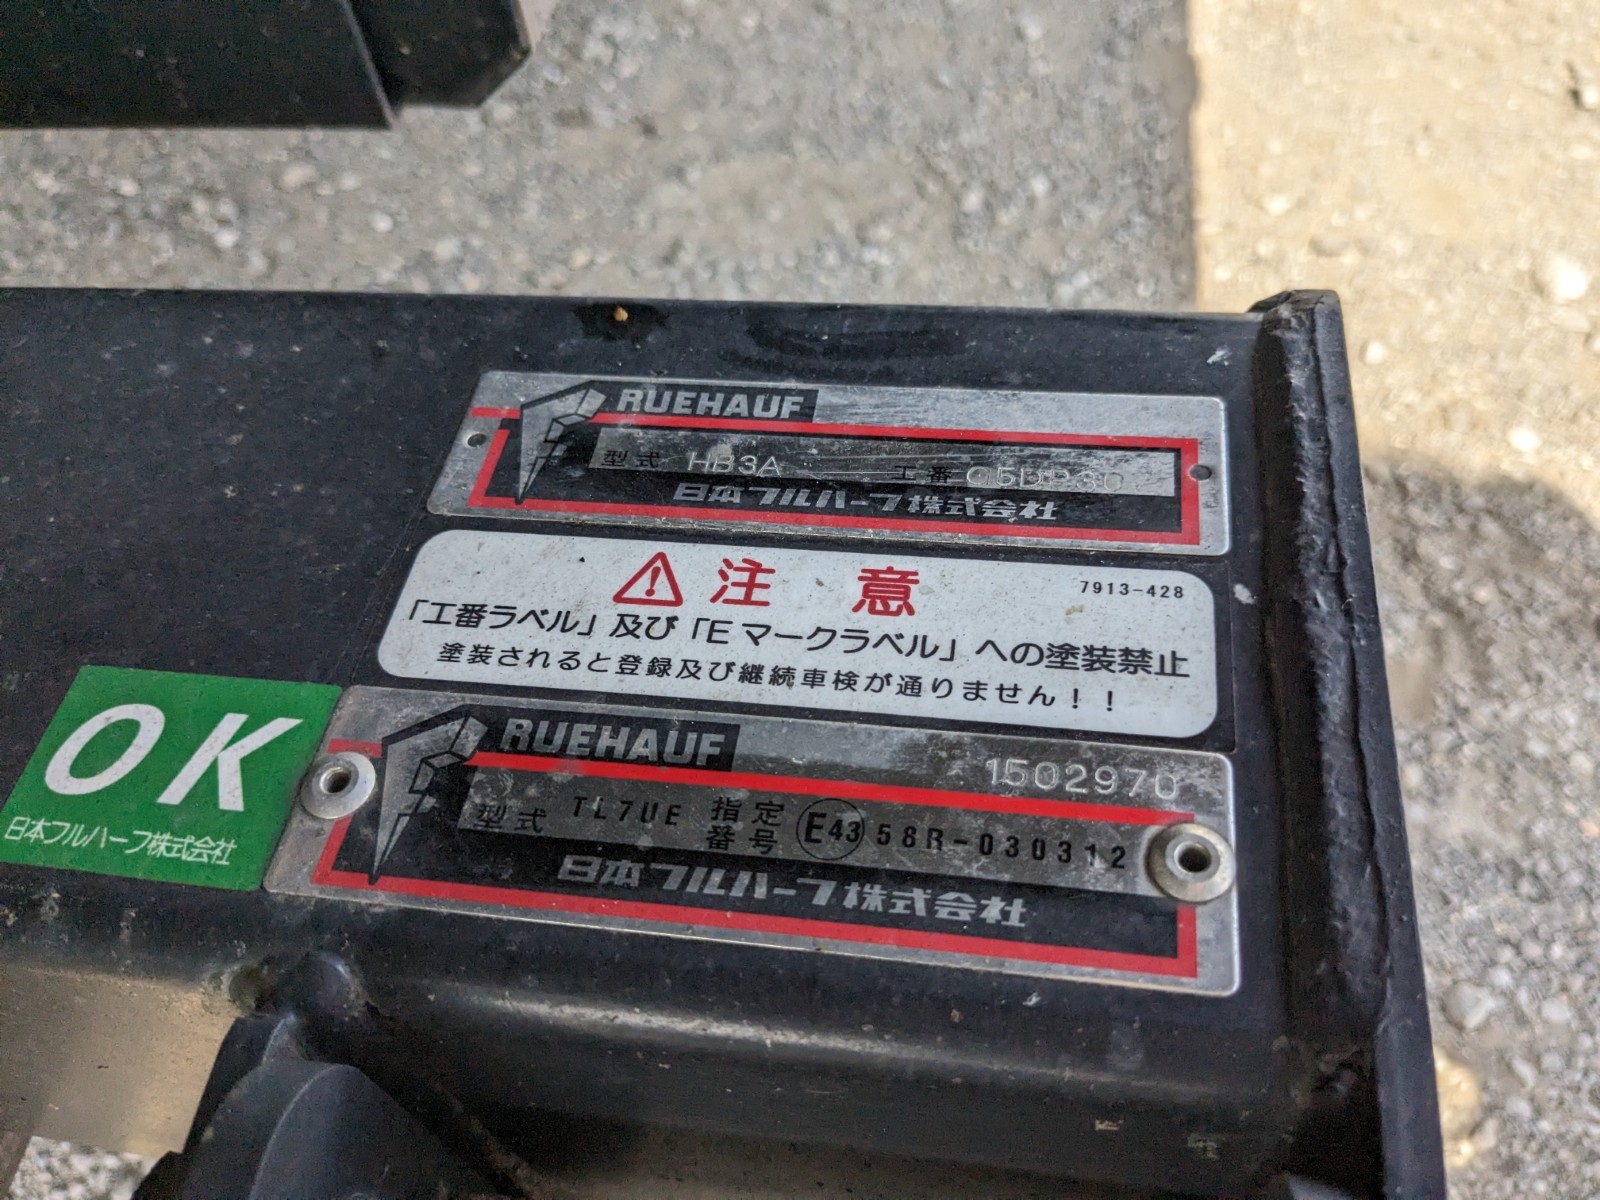 FRUEHAUF
型式 HB3A 工番 G5DP30
日本フルハーフ株式会社
注意 7913-428
「工番ラベル」及び「Eマークラベル」への塗装禁止
塗装されると登録及び継続車検が通りません！！
OK
日本フルハーフ株式会社
FRUEHAUF
1502970
型式 TL7UE 指定番号 E43 58R-030312
日本フルハーフ株式会社